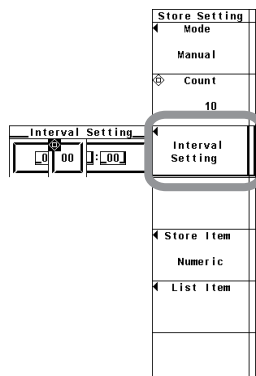 Store Setting
Mode
Manual
Count
10
Interval Setting
0 00 : 00
Interval
Setting
Store Item
Numeric
List Item